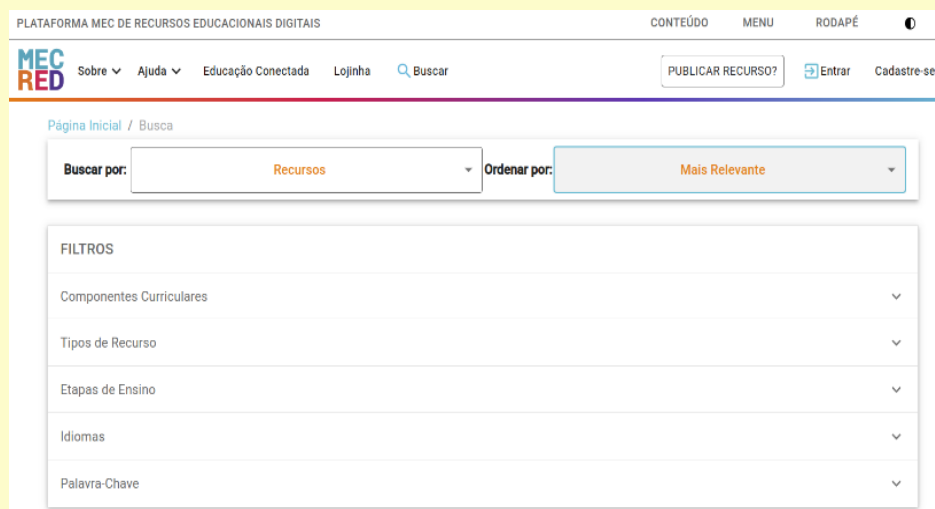 PLATAFORMA MEC DE RECURSOS EDUCACIONAIS DIGITAIS CONTEÚDO MENU RODAPÉ
MEC
RED
Sobre Ajuda Educação Conectada Lojinha Buscar PUBLICAR RECURSO? Entrar Cadastre-se
Página Inicial / Busca
Buscar por: Recursos Ordenar por: Mais Relevante
FILTROS
Componentes Curriculares
Tipos de Recurso
Etapas de Ensino
Idiomas
Palavra-Chave